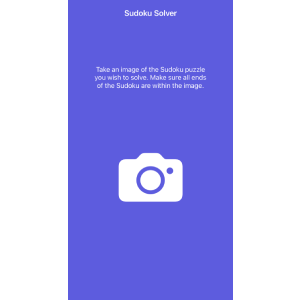 Sudoku Solver
Take an image of the Sudoku puzzle
you wish to solve. Make sure all ends
of the Sudoku are within the image.